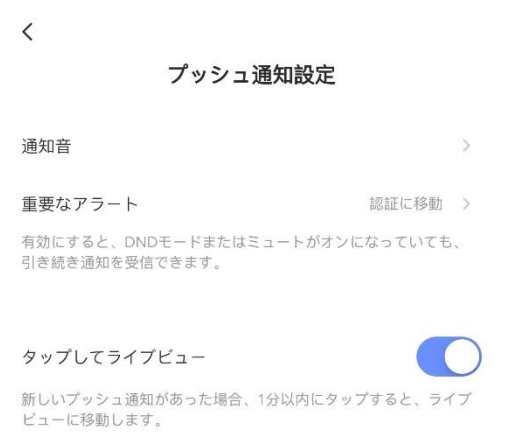 プッシュ通知設定
通知音
重要なアラート 認証に移動
有効にすると、DNDモードまたはミュートがオンになっていても、
引き続き通知を受信できます。
タップしてライブビュー
新しいプッシュ通知があった場合、1分以内にタップすると、ライブ
ビューに移動します。